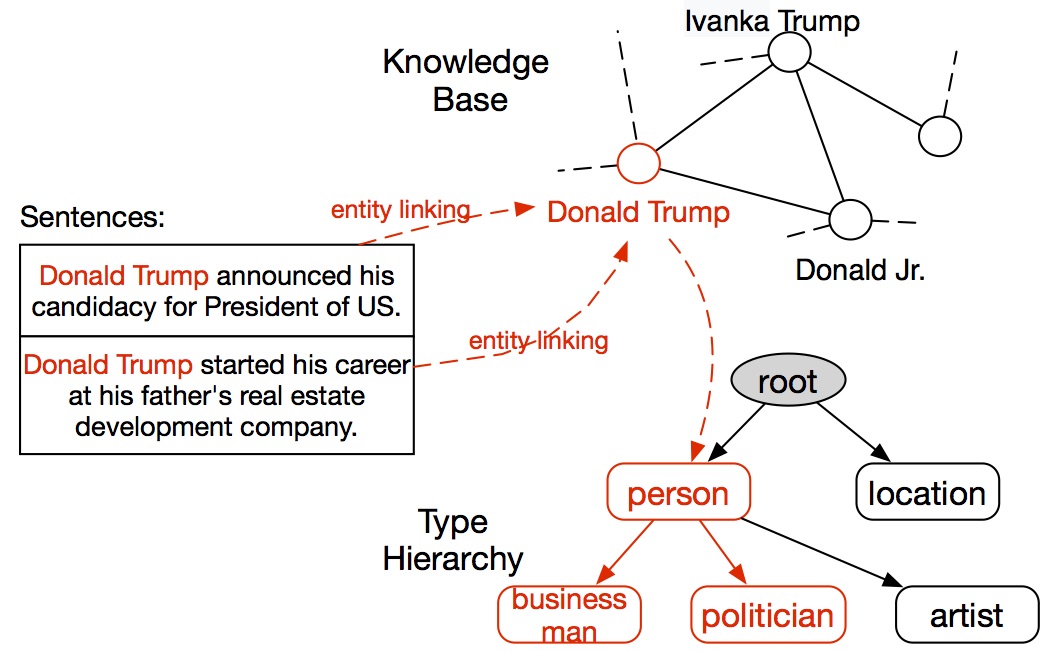 Ivanka Trump
Knowledge
Base
Donald Trump
Donald Jr.
entity linking
Sentences:
Donald Trump announced his
candidacy for President of US.
Donald Trump started his career
at his father's real estate
development company.
entity linking
root
person
location
Type
Hierarchy
business
man
politician
artist